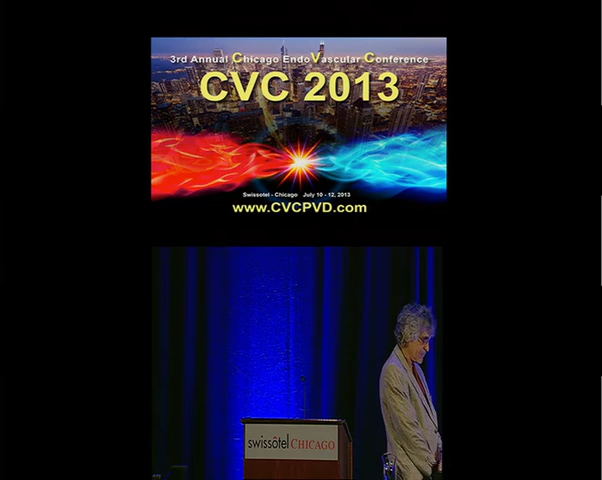 3rd Annual Chicago EndoVascular Conference
CVC 2013
Swissotel - Chicago July 10 - 12, 2013
www.CVCPVD.com
swissôtel CHICAGO